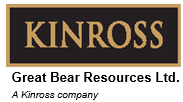 KINROSS
Great Bear Resources Ltd.
A Kinross company